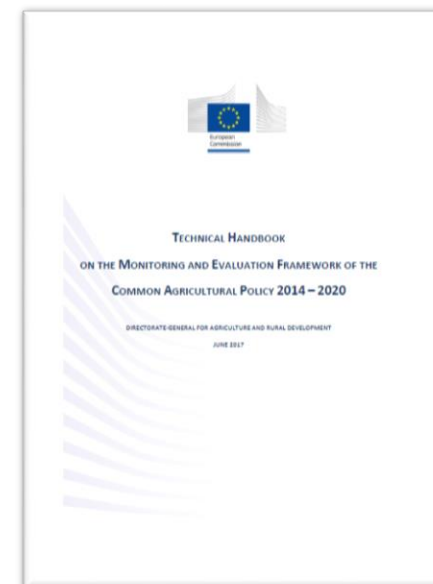 European
Commission
TECHNICAL HANDBOOK
ON THE MONITORING AND EVALUATION FRAMEWORK OF THE
COMMON AGRICULTURAL POLICY 2014 – 2020
DIRECTORATE-GENERAL FOR AGRICULTURE AND RURAL DEVELOPMENT
JUNE 2017